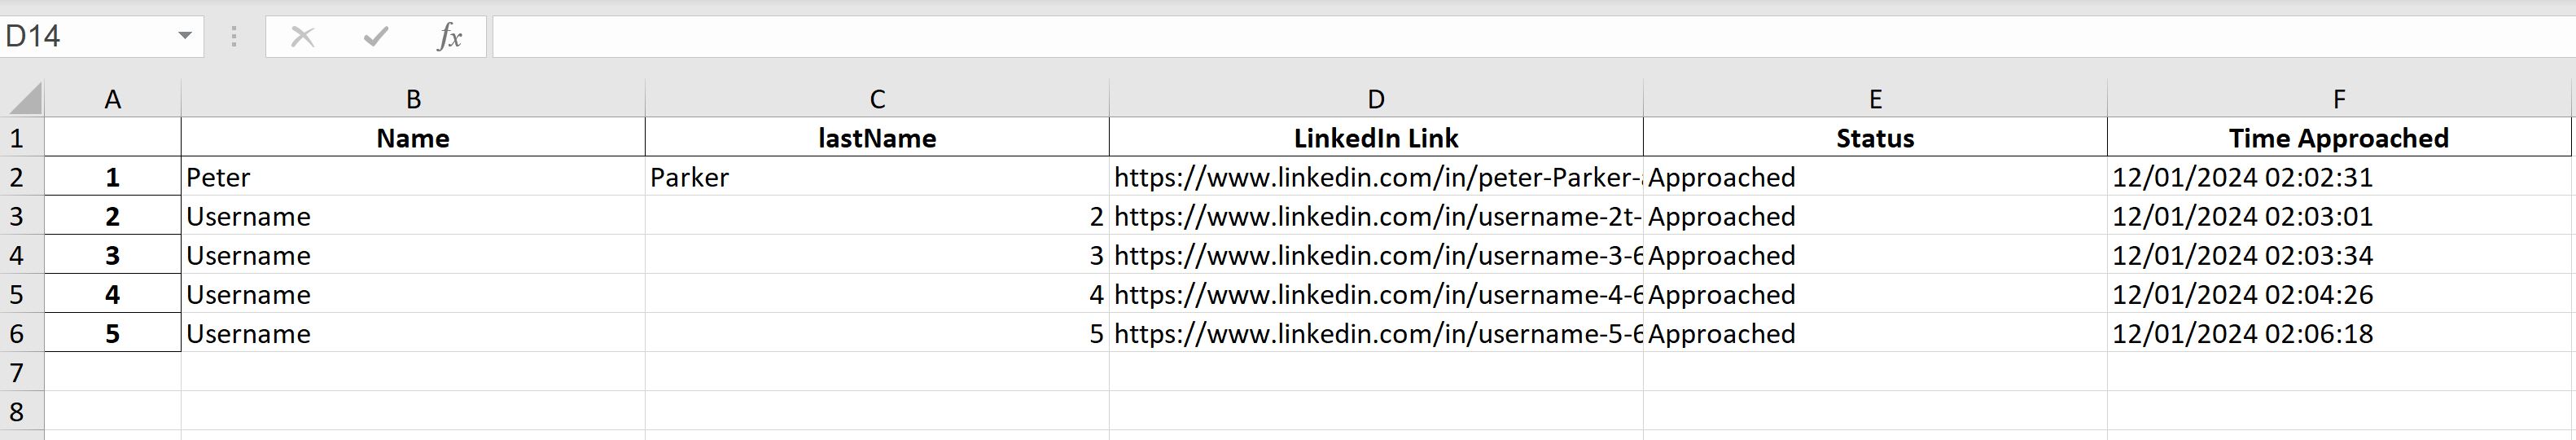 D14 fx
A B C D E F
1 Name lastName LinkedIn Link Status Time Approached
2 1 Peter Parker https://www.linkedin.com/in/peter-Parker- Approached 12/01/2024 02:02:31
3 2 Username 2 https://www.linkedin.com/in/username-2t- Approached 12/01/2024 02:03:01
4 3 Username 3 https://www.linkedin.com/in/username-3-6 Approached 12/01/2024 02:03:34
5 4 Username 4 https://www.linkedin.com/in/username-4-6 Approached 12/01/2024 02:04:26
6 5 Username 5 https://www.linkedin.com/in/username-5-6 Approached 12/01/2024 02:06:18
7
8